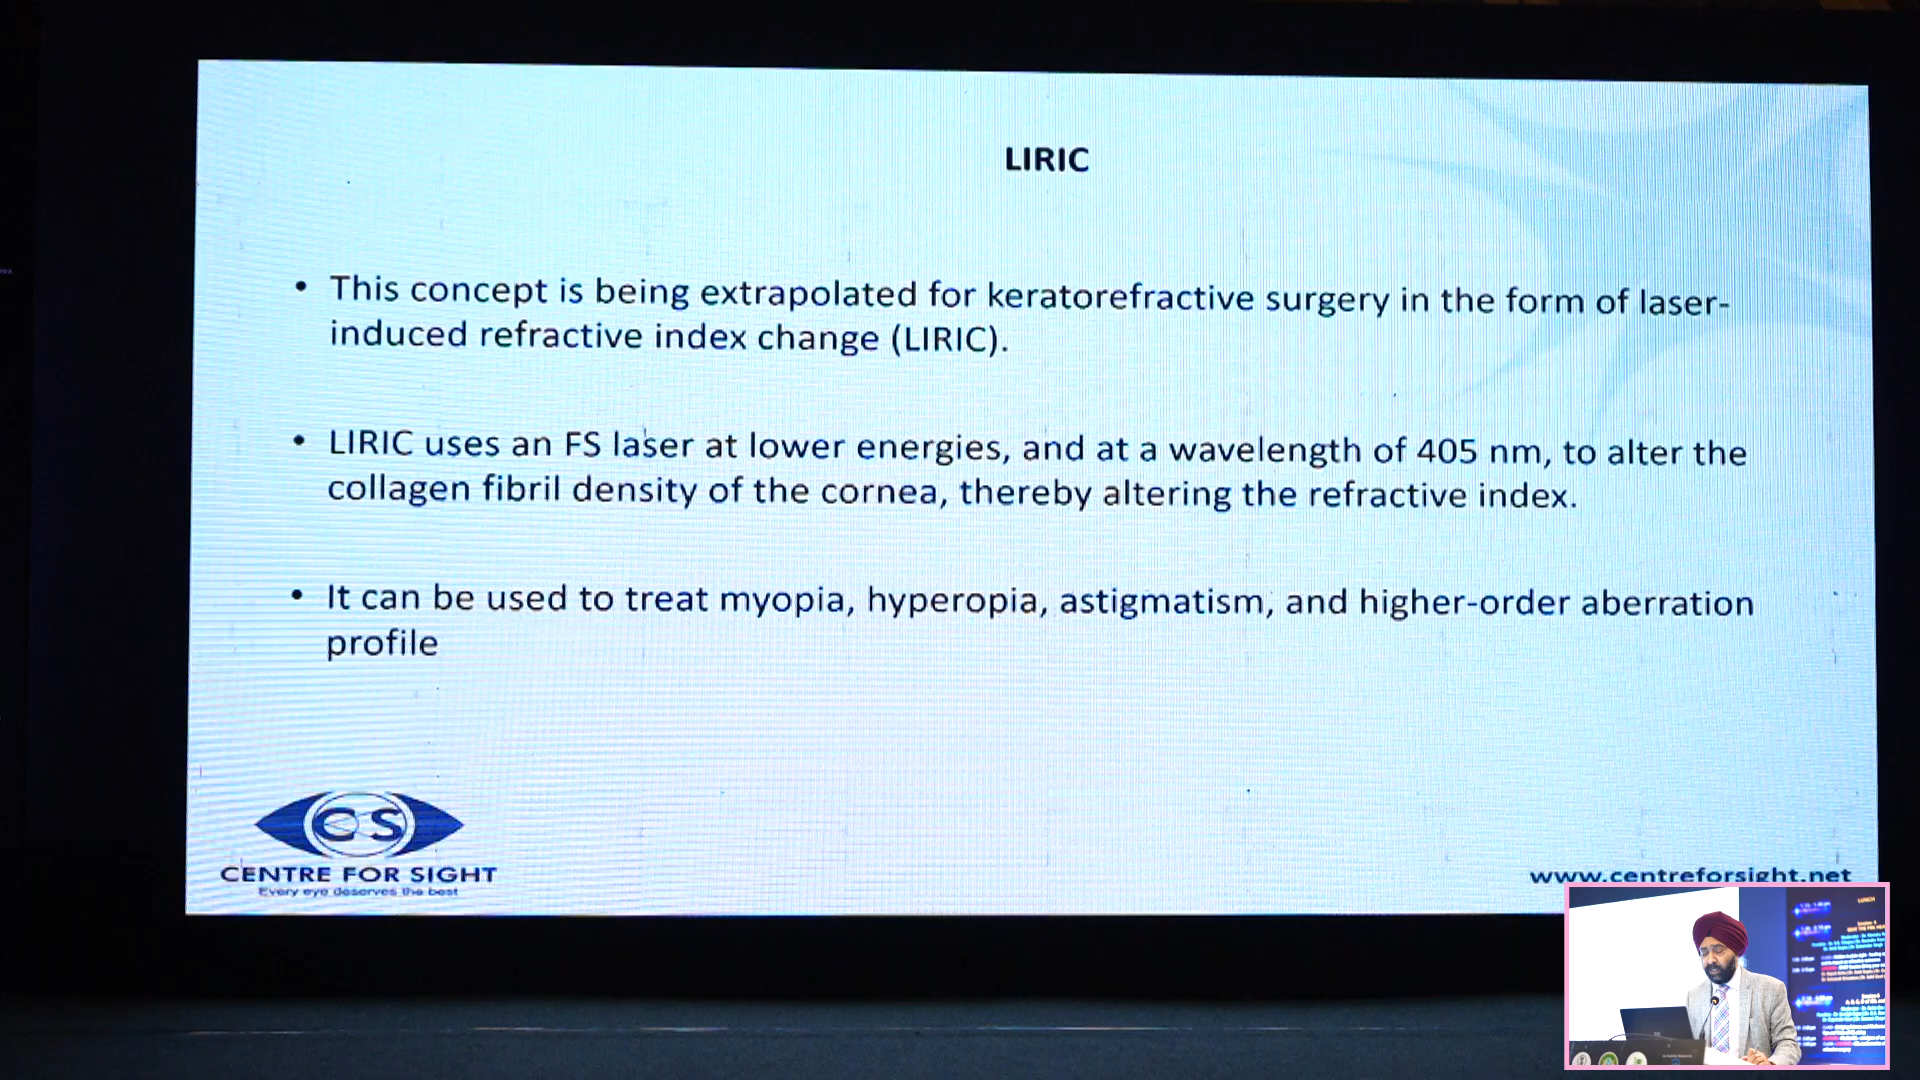 LIRIC
• This concept is being extrapolated for keratorefractive surgery in the form of laser-
induced refractive index change (LIRIC).
• LIRIC uses an FS laser at lower energies, and at a wavelength of 405 nm, to alter the
collagen fibril density of the cornea, thereby altering the refractive index.
• It can be used to treat myopia, hyperopia, astigmatism, and higher-order aberration
profile
CS
CENTRE FOR SIGHT
Every eye deserves the best
www.centreforsight.net
LUNCH